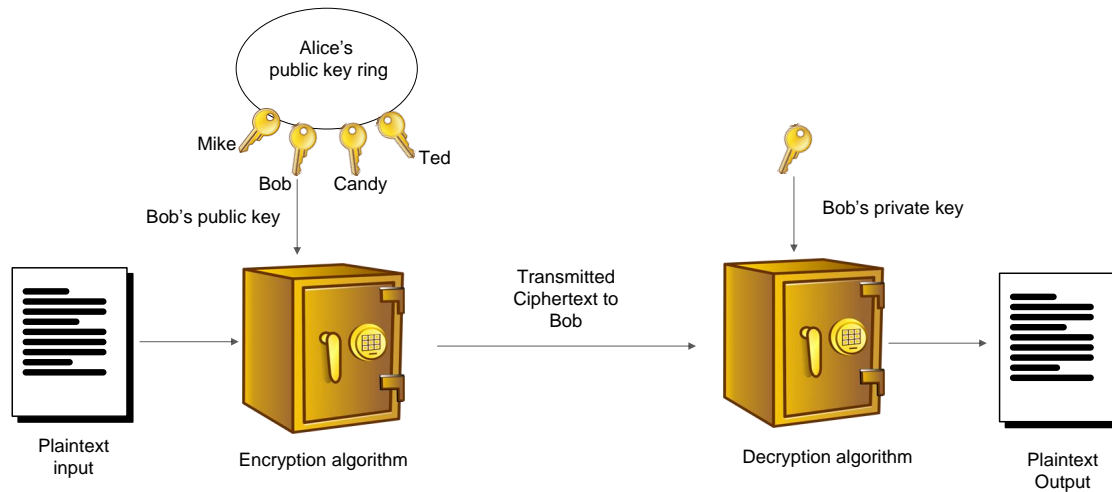 Alice's
public key ring
Mike
Bob
Candy
Ted
Bob's public key
Bob's private key
Transmitted
Ciphertext to
Bob
Plaintext
input
Encryption algorithm
Decryption algorithm
Plaintext
Output